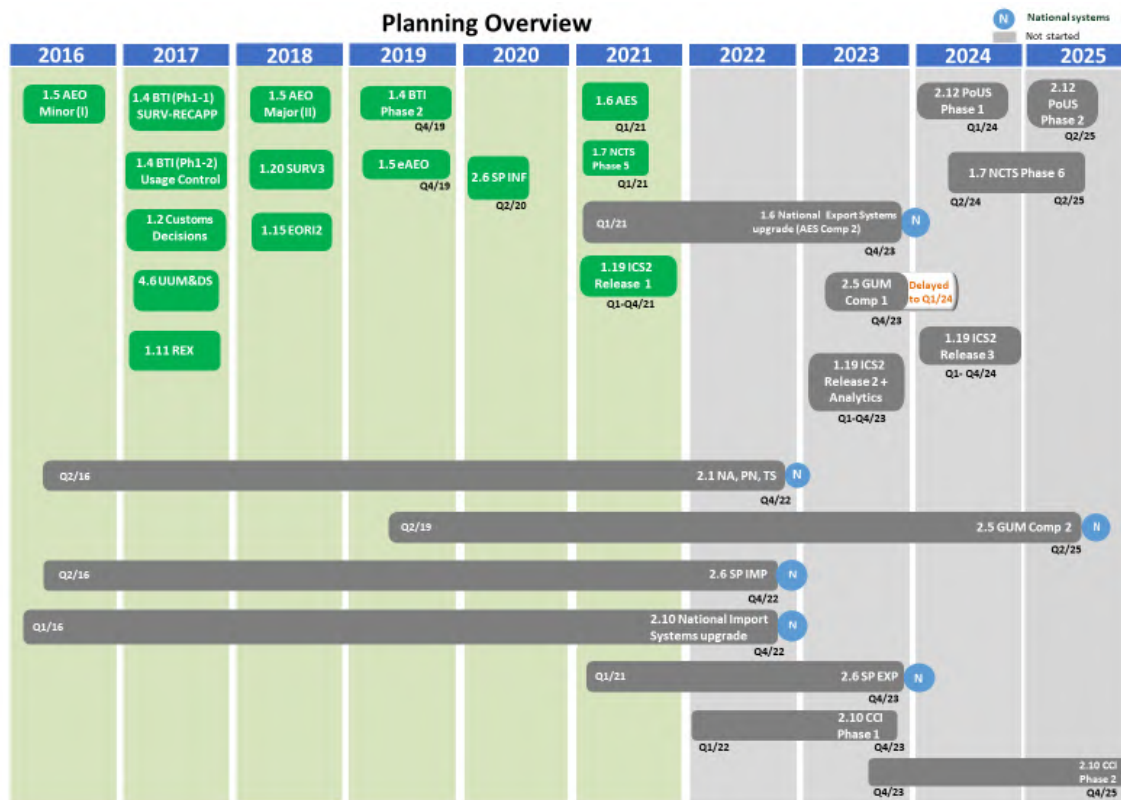 Planning Overview
N National systems
Not started
2016 2017 2018 2019 2020 2021 2022 2023 2024 2025
1.5 AEO
Minor (I)
1.4 BTI (Ph1-1)
SURV-RECAPP
1.5 AEO
Major (II)
1.4 BTI
Phase 2
Q4/19
1.6 AES
Q1/21
2.12 PoUS
Phase 1
Q1/24
2.12
PoUS
Phase 2
Q2/25
1.4 BTI (Ph1-2)
Usage Control
1.20 SURV3
1.5 eAEO
Q4/19
2.6 SP INF
Q2/20
1.7 NCTS
Phase 5
Q1/21
1.7 NCTS Phase 6
Q2/24 Q2/25
1.2 Customs
Decisions
1.15 EORI2
Q1/21
1.6 National Export Systems
upgrade (AES Comp 2)
N
Q4/23
4.6 UUM&DS
1.19 ICS2
Release 1
Q1-Q4/21
2.5 GUM
Comp 1
Q4/23
Delayed
to Q1/24
1.11 REX
1.19 ICS2
Release 2 +
Analytics
Q1-Q4/23
1.19 ICS2
Release 3
Q1- Q4/24
Q2/16 2.1 NA, PN, TS N
Q4/22
Q2/19 2.5 GUM Comp 2 N
Q2/25
Q2/16 2.6 SP IMP N
Q4/22
Q1/16 2.10 National Import
Systems upgrade N
Q4/22
Q1/21 2.6 SP EXP N
Q4/23
2.10 CCI
Phase 1
Q1/22 Q4/23
2.10 CCI
Phase 2
Q4/23 Q4/25